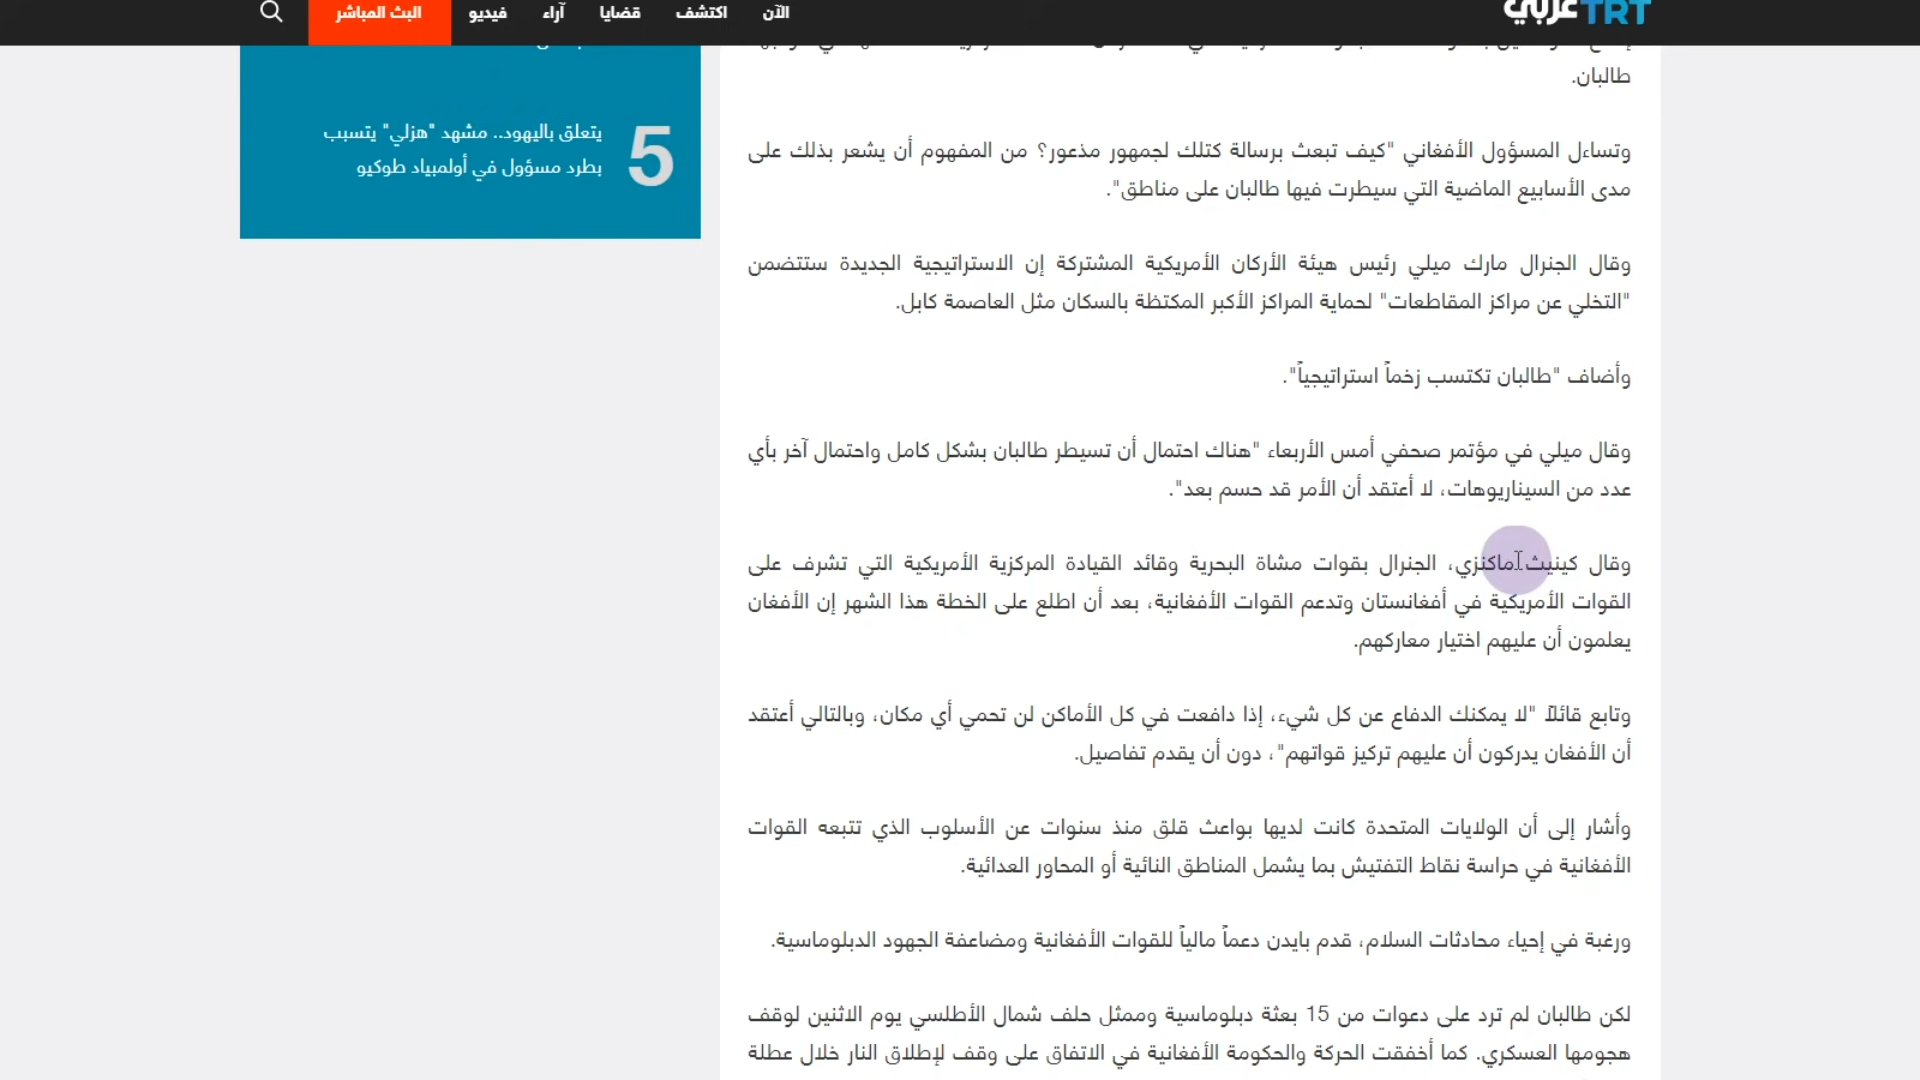 TRT عربي
الآن
اكتشف
قضايا
آراء
فيديو
البث المباشر
طالبان.
وتساءل المسؤول الأفغاني "كيف تبعث برسالة كتلك لجمهور مذعور؟ من المفهوم أن يشعر بذلك على
مدى الأسابيع الماضية التي سيطرت فيها طالبان على مناطق".
وقال الجنرال مارك ميلي رئيس هيئة الأركان الأمريكية المشتركة إن الاستراتيجية الجديدة ستتضمن
"التخلي عن مراكز المقاطعات" لحماية المراكز الأكبر المكتظة بالسكان مثل العاصمة كابل.
وأضاف "طالبان تكتسب زخماً استراتيجياً".
وقال ميلي في مؤتمر صحفي أمس الأربعاء "هناك احتمال أن تسيطر طالبان بشكل كامل واحتمال آخر بأي
عدد من السيناريوهات، لا أعتقد أن الأمر قد حسم بعد".
وقال كينيث ماكنزي، الجنرال بقوات مشاة البحرية وقائد القيادة المركزية الأمريكية التي تشرف على
القوات الأمريكية في أفغانستان وتدعم القوات الأفغانية، بعد أن اطلع على الخطة هذا الشهر إن الأفغان
يعلمون أن عليهم اختيار معاركهم.
وتابع قائلاً "لا يمكنك الدفاع عن كل شيء، إذا دافعت في كل الأماكن لن تحمي أي مكان، وبالتالي أعتقد
أن الأفغان يدركون أن عليهم تركيز قواتهم"، دون أن يقدم تفاصيل.
وأشار إلى أن الولايات المتحدة كانت لديها بواعث قلق منذ سنوات عن الأسلوب الذي تتبعه القوات
الأفغانية في حراسة نقاط التفتيش بما يشمل المناطق النائية أو المحاور العدائية.
ورغبة في إحياء محادثات السلام، قدم بايدن دعماً مالياً للقوات الأفغانية ومضاعفة الجهود الدبلوماسية.
لكن طالبان لم ترد على دعوات من 15 بعثة دبلوماسية وممثل حلف شمال الأطلسي يوم الاثنين لوقف
هجومها العسكري. كما أخفقت الحركة والحكومة الأفغانية في الاتفاق على وقف لإطلاق النار خلال عطلة
5
يتعلق باليهود.. مشهد "هزلي" يتسبب
بطرد مسؤول في أولمبياد طوكيو